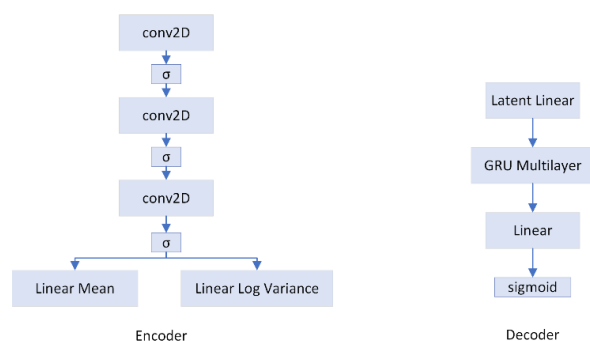 conv2D
σ
conv2D
σ
conv2D
σ
Linear Mean
Linear Log Variance
Encoder
Latent Linear
GRU Multilayer
Linear
sigmoid
Decoder